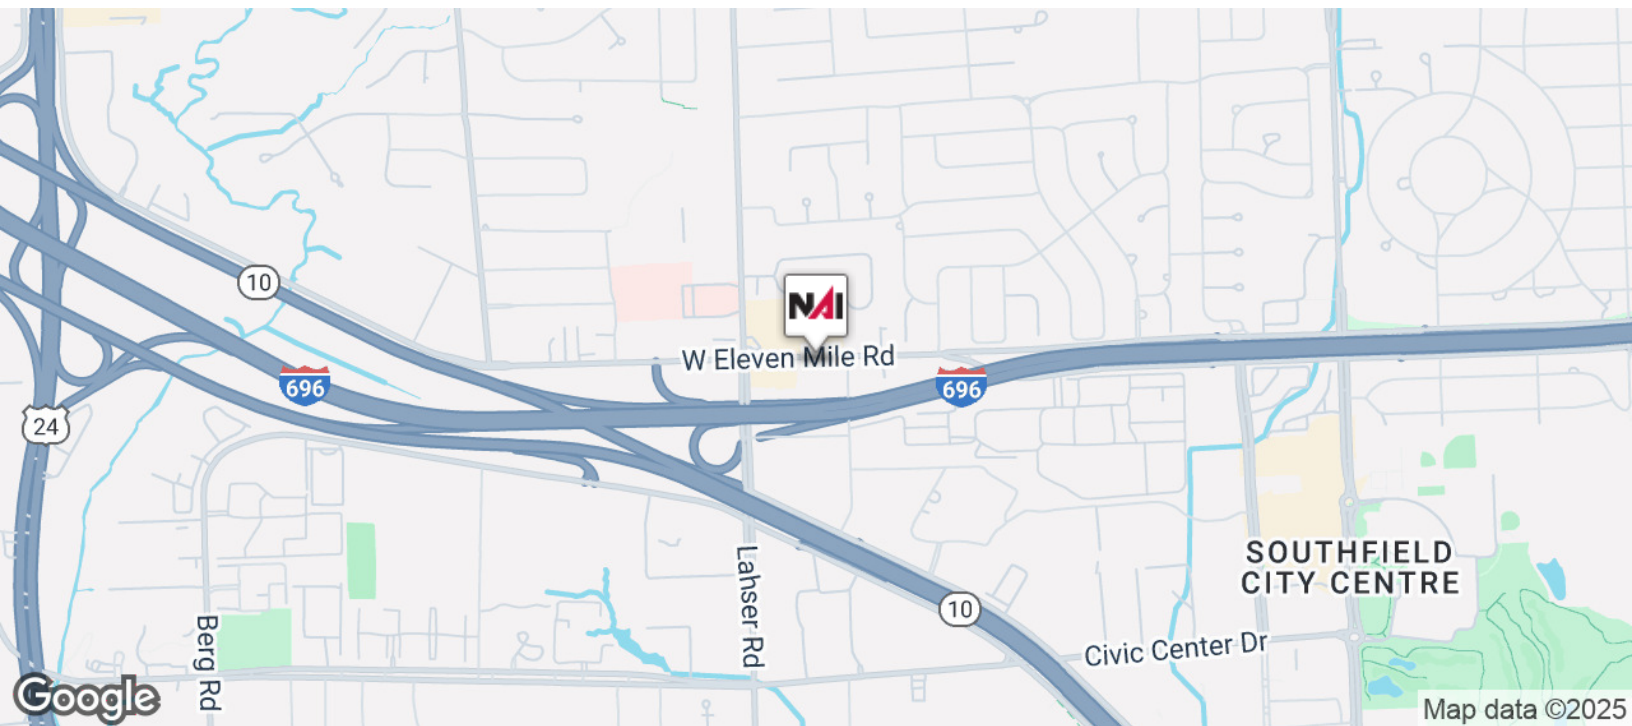 10
NAI
W Eleven Mile Rd
696
696
24
SOUTHFIELD
CITY CENTRE
Lahser Rd
10
Berg Rd
Civic Center Dr
Google
Map data ©2025